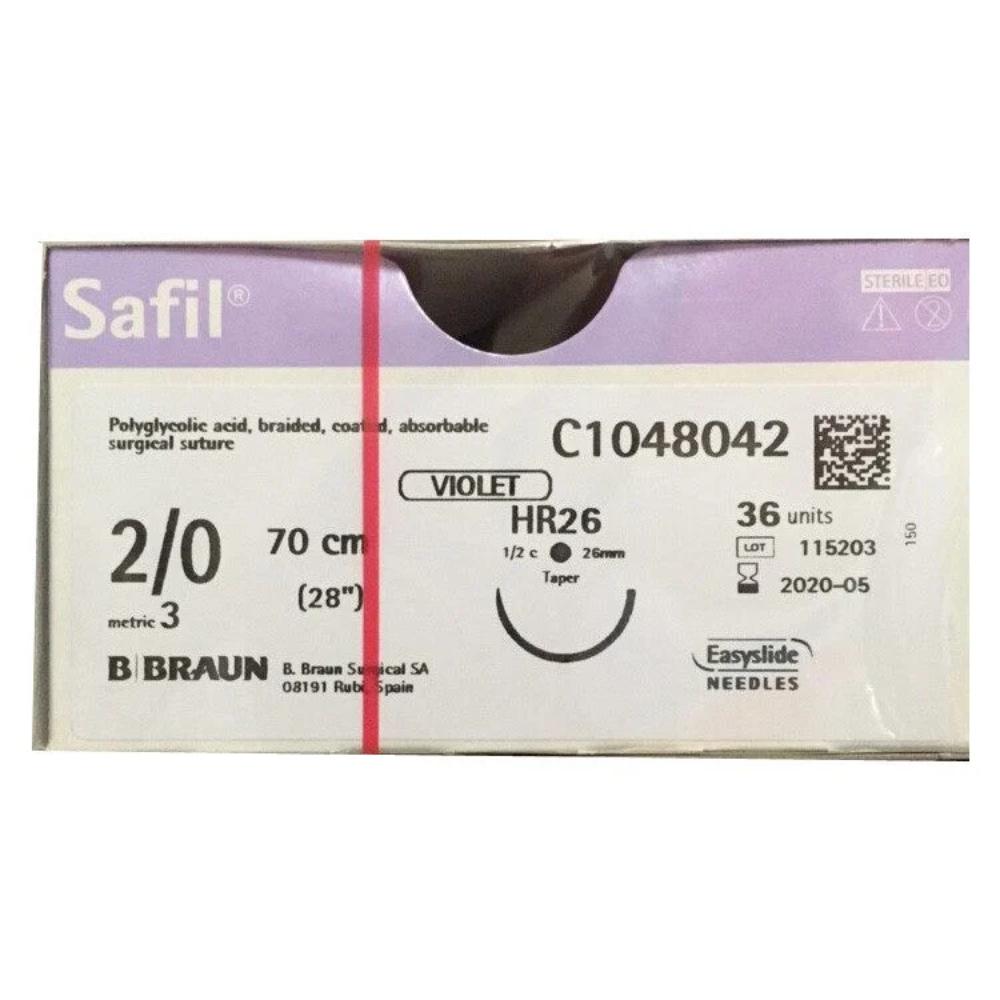 Safil®
STERILE EO
Polyglycolic acid, braided, coated, absorbable
surgical suture
C1048042
VIOLET
2/0
70 cm
(28")
metric 3
HR26
1/2 c 26mm
Taper
36 units
LOT 115203
2020-05
150
B|BRAUN
B. Braun Surgical SA
08191 Rubi, Spain
Easyslide
NEEDLES